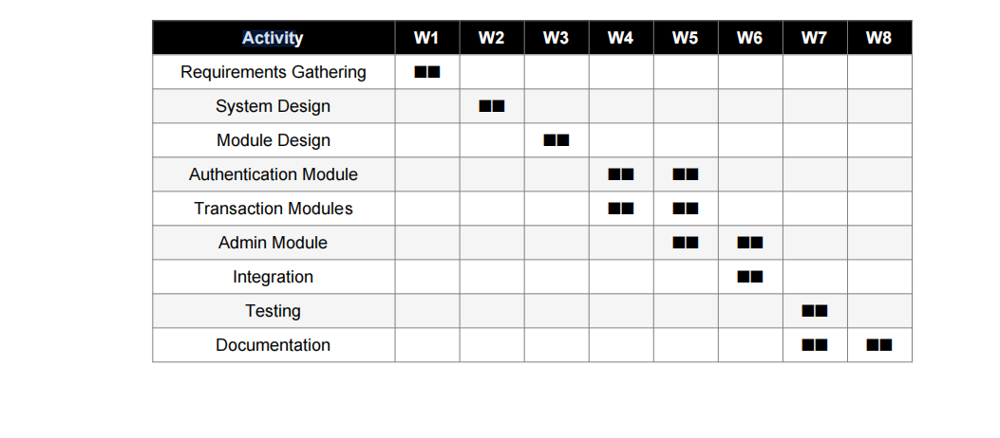 Activity W1 W2 W3 W4 W5 W6 W7 W8
Requirements Gathering ■■
System Design ■■
Module Design ■■
Authentication Module ■■ ■■
Transaction Modules ■■ ■■
Admin Module ■■ ■■
Integration ■■
Testing ■■
Documentation ■■ ■■